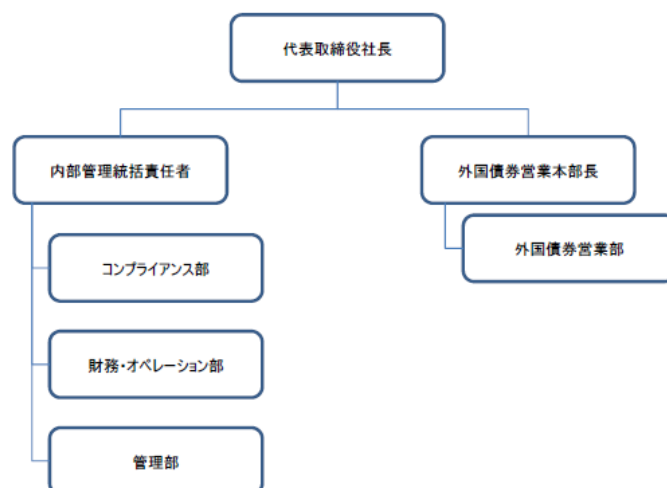 代表取締役社長
内部管理統括責任者
外国債券営業本部長
外国債券営業部
コンプライアンス部
財務・オペレーション部
管理部